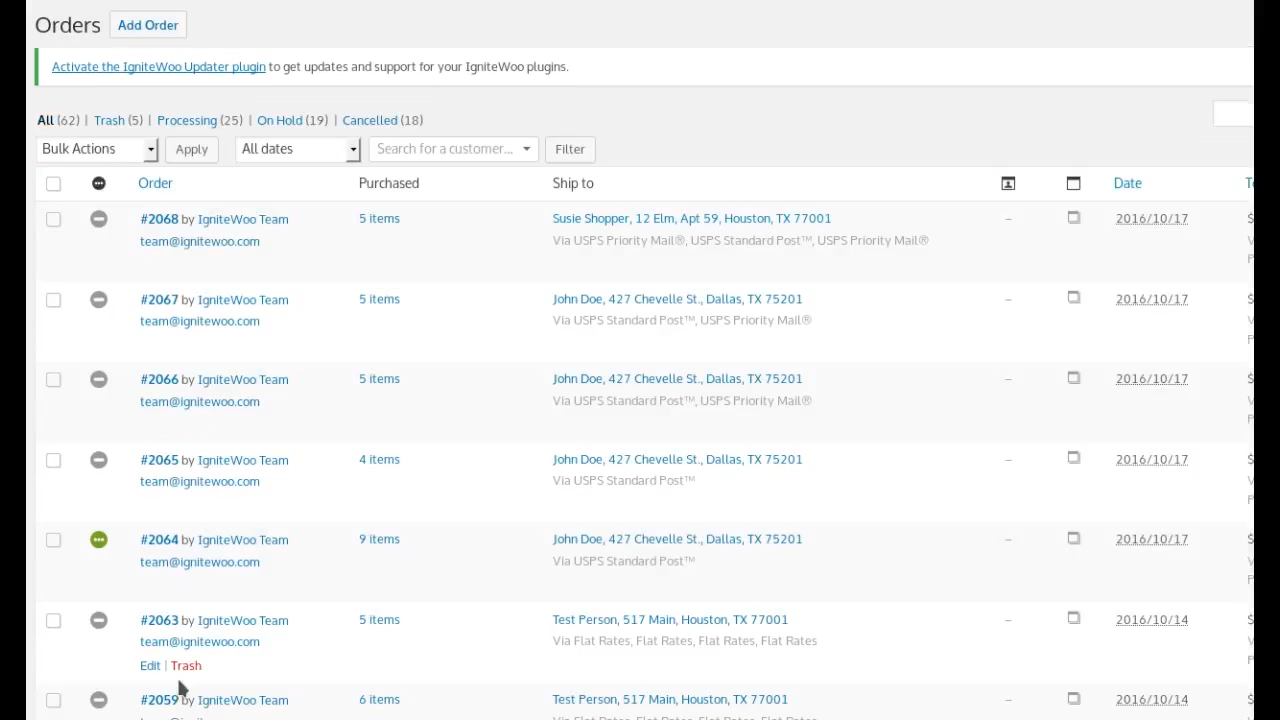 Orders Add Order
Activate the IgniteWoo Updater plugin to get updates and support for your IgniteWoo plugins.
All (62) | Trash (5) | Processing (25) | On Hold (19) | Cancelled (18)
Bulk Actions Apply All dates Search for a customer... Filter
Order Purchased Ship to Date
#2068 by IgniteWoo Team 5 items Susie Shopper, 12 Elm, Apt 59, Houston, TX 77001 – 2016/10/17 $
team@ignitewoo.com Via USPS Priority Mail®, USPS Standard Post™, USPS Priority Mail®
#2067 by IgniteWoo Team 5 items John Doe, 427 Chevelle St., Dallas, TX 75201 – 2016/10/17 $
team@ignitewoo.com Via USPS Standard Post™, USPS Priority Mail®
#2066 by IgniteWoo Team 5 items John Doe, 427 Chevelle St., Dallas, TX 75201 – 2016/10/17 $
team@ignitewoo.com Via USPS Standard Post™, USPS Priority Mail®
#2065 by IgniteWoo Team 4 items John Doe, 427 Chevelle St., Dallas, TX 75201 – 2016/10/17 $
team@ignitewoo.com Via USPS Standard Post™
#2064 by IgniteWoo Team 9 items John Doe, 427 Chevelle St., Dallas, TX 75201 – 2016/10/17 $
team@ignitewoo.com Via USPS Standard Post™
#2063 by IgniteWoo Team 5 items Test Person, 517 Main, Houston, TX 77001 – 2016/10/14 $
team@ignitewoo.com Via Flat Rates, Flat Rates, Flat Rates, Flat Rates
Edit | Trash
#2059 by IgniteWoo Team 6 items Test Person, 517 Main, Houston, TX 77001 – 2016/10/14 $